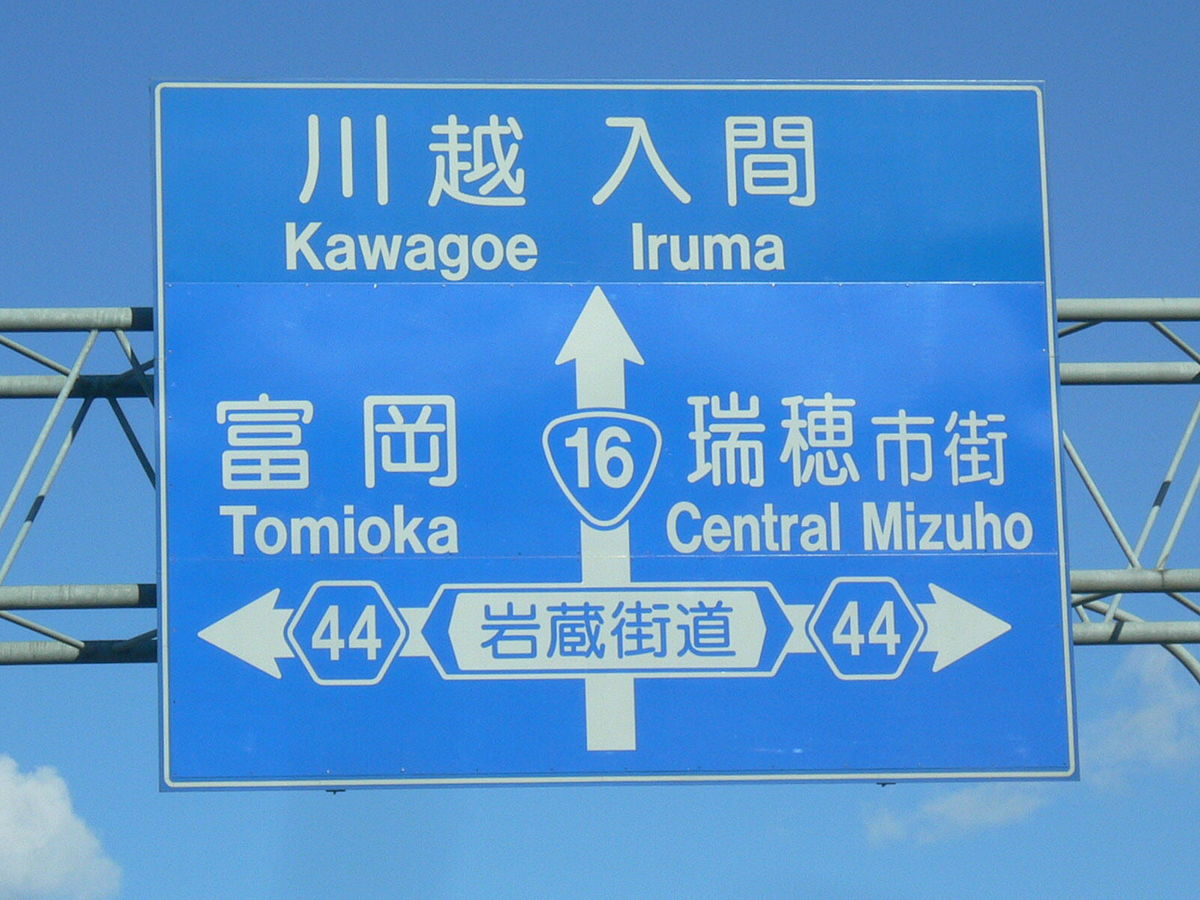 川越 入間
Kawagoe Iruma
富岡 16 瑞穂市街
Tomioka Central Mizuho
44 岩蔵街道 44